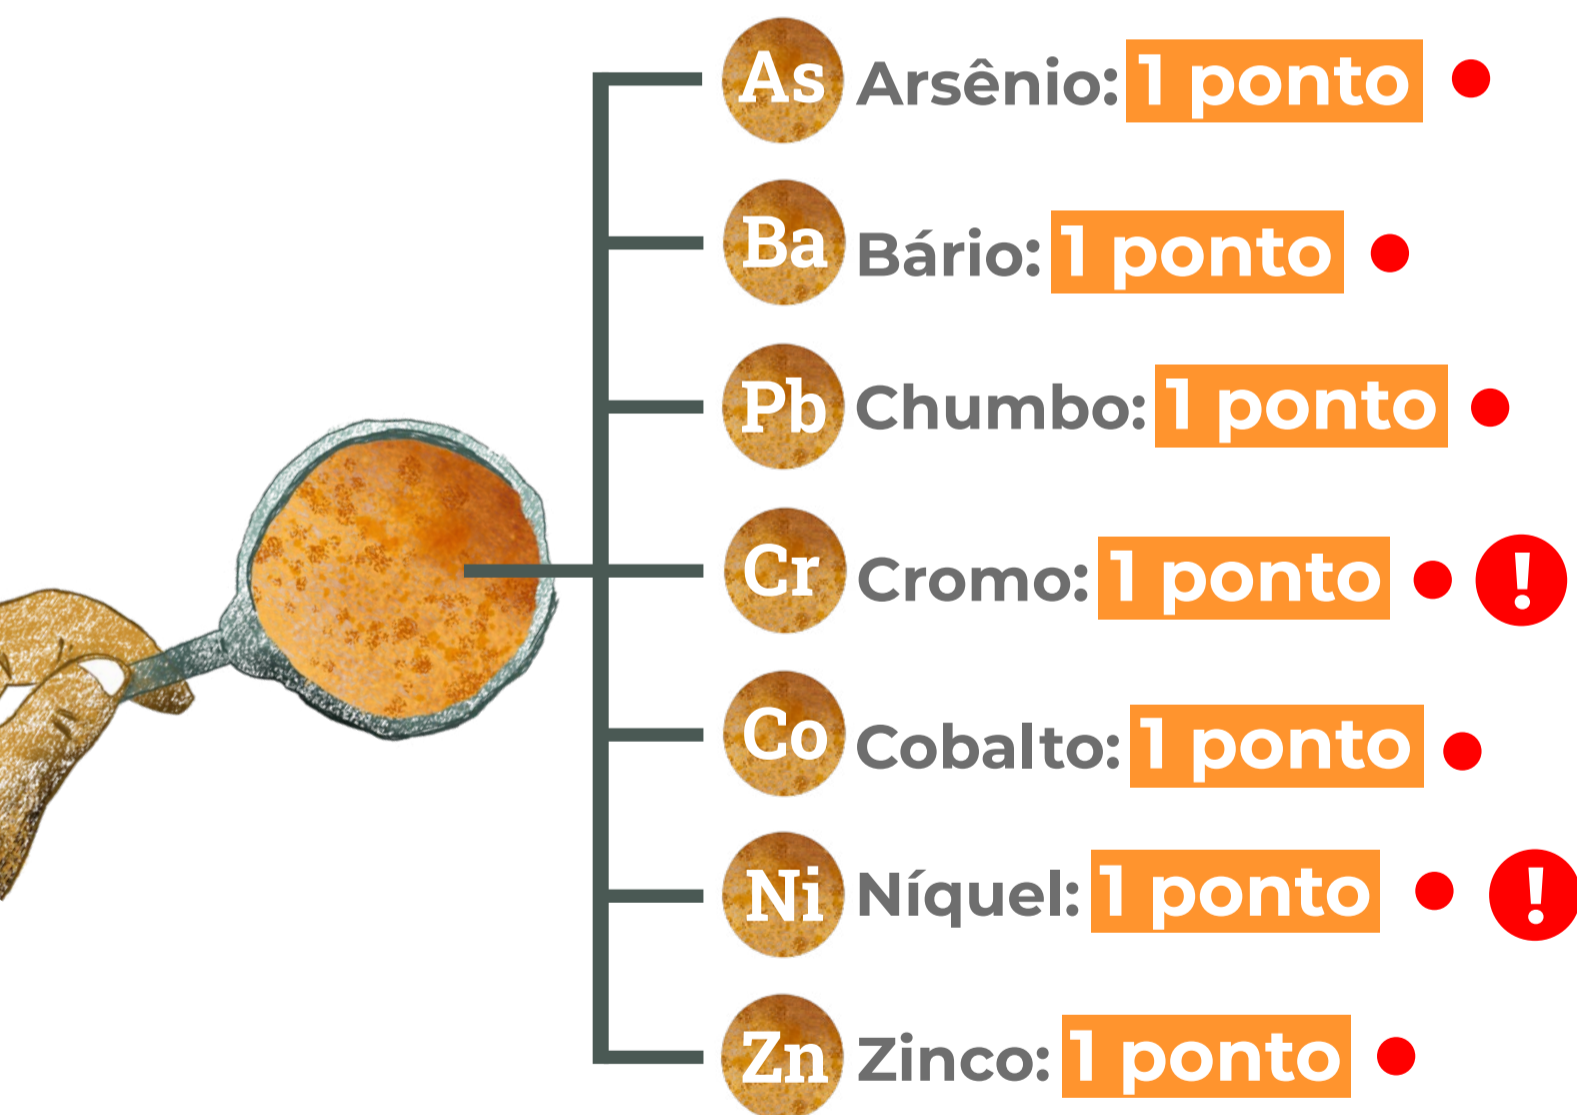 As Arsênio: 1 ponto
Ba Bário: 1 ponto
Pb Chumbo: 1 ponto
Cr Cromo: 1 ponto !
Co Cobalto: 1 ponto
Ni Níquel: 1 ponto !
Zn Zinco: 1 ponto